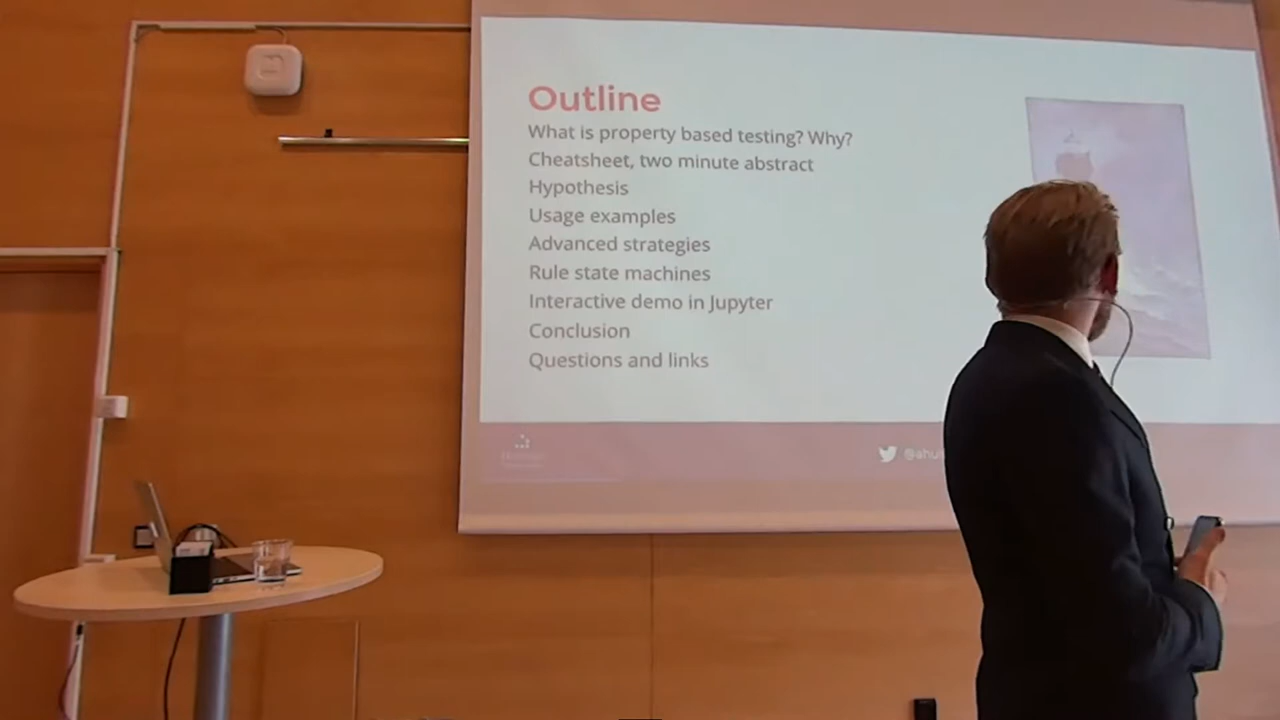 Outline
What is property based testing? Why?
Cheatsheet, two minute abstract
Hypothesis
Usage examples
Advanced strategies
Rule state machines
Interactive demo in Jupyter
Conclusion
Questions and links